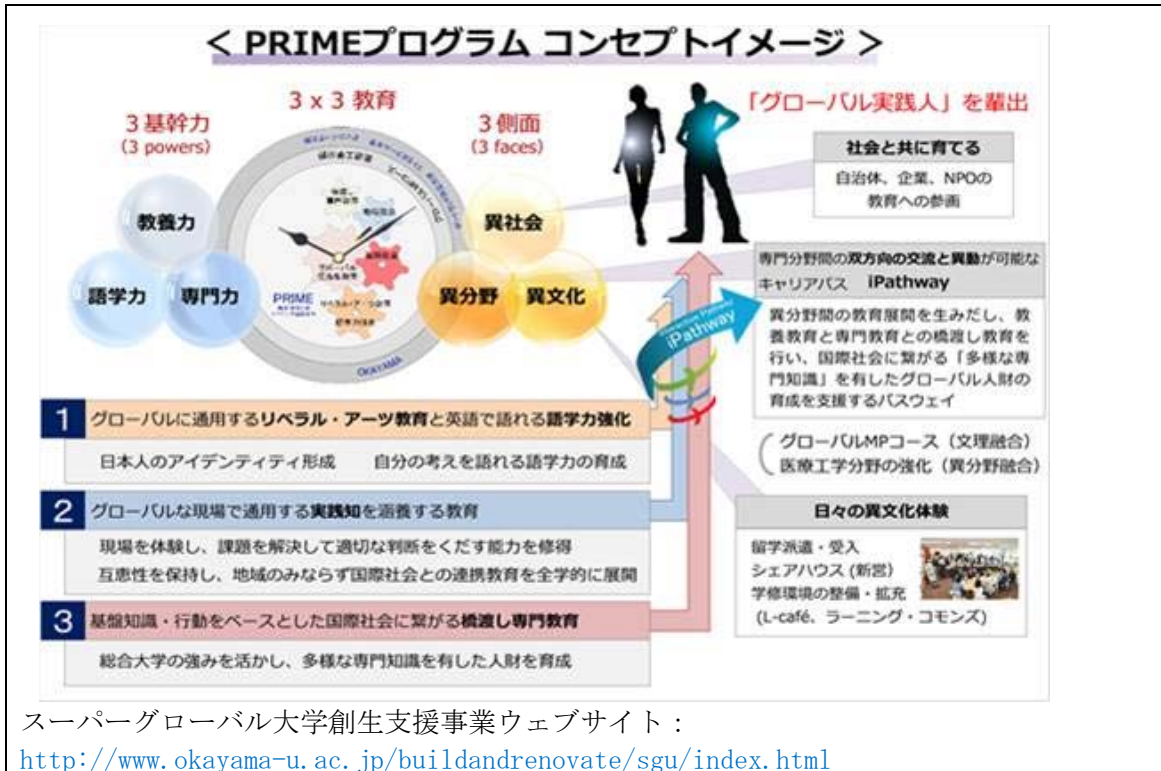 < PRIMEプログラム コンセプトイメージ >
3 x 3 教育
3 基幹力
(3 powers)
教養力
語学力
専門力
PRIME
OKAYAMA
3 側面
(3 faces)
異社会
異分野
異文化
「グローバル実践人」を輩出
社会と共に育てる
自治体、企業、NPOの
教育への参画
専門分野間の双方向の交流と異動が可能な
キャリアパス iPathway
異分野間の教育展開を生みだし、教
養教育と専門教育との橋渡し教育を
行い、国際社会に繋がる「多様な専
門知識」を有したグローバル人財の
育成を支援するパスウェイ
iPathway
グローバルMPコース（文理融合）
医療工学分野の強化（異分野融合）
日々の異文化体験
留学派遣・受入
シェアハウス (新営)
学修環境の整備・拡充
(L-café、ラーニング・コモンズ)
1 グローバルに通用するリベラル・アーツ教育と英語で語れる語学力強化
日本人のアイデンティティ形成 自分の考えを語れる語学力の育成
2 グローバルな現場で通用する実践知を涵養する教育
現場を体験し、課題を解決して適切な判断をくだす能力を修得
互恵性を保持し、地域のみならず国際社会との連携教育を全学的に展開
3 基盤知識・行動をベースとした国際社会に繋がる橋渡し専門教育
総合大学の強みを活かし、多様な専門知識を有した人財を育成
スーパーグローバル大学創生支援事業ウェブサイト：
http://www.okayama-u.ac.jp/buildandrenovate/sgu/index.html